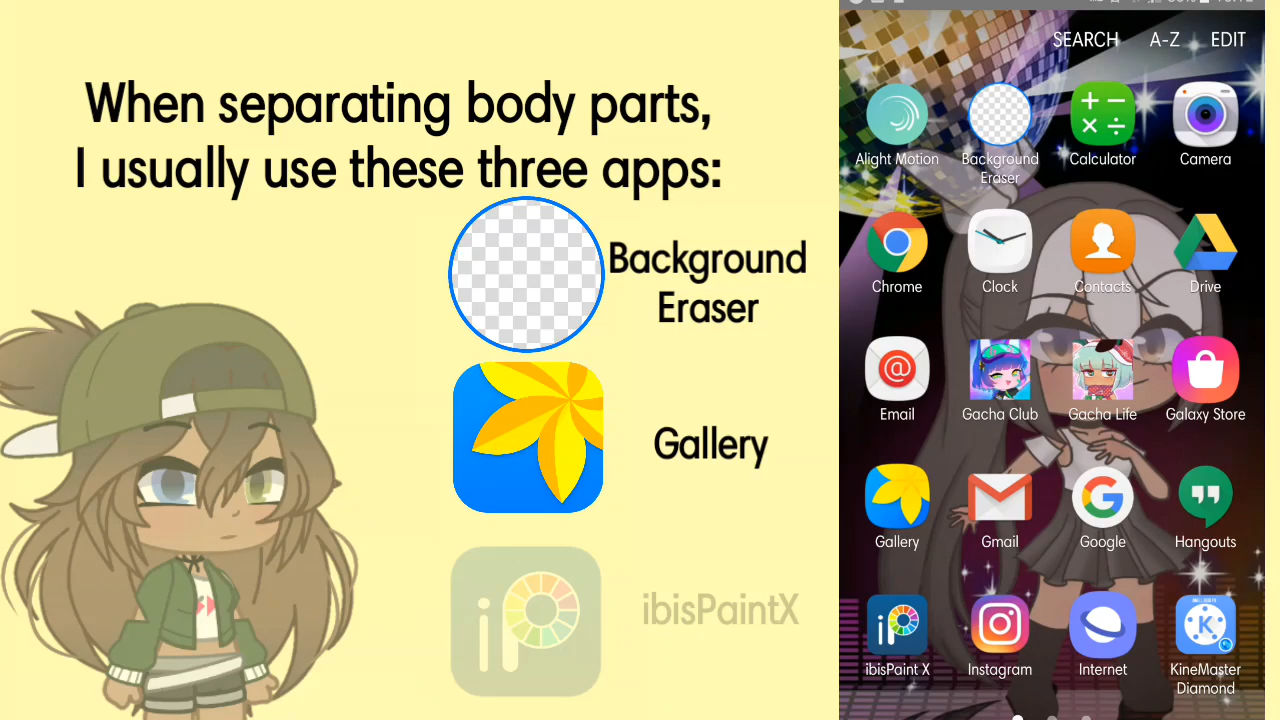 When separating body parts,
I usually use these three apps:
Background
Eraser
Gallery
iP
ibisPaintX
SEARCH A-Z EDIT
Alight Motion
Background
Eraser
Calculator
Camera
Chrome
Clock
Contacts
Drive
Email
Gacha Club
Gacha Life
Galaxy Store
Gallery
Gmail
Google
Hangouts
iP
K
ibisPaint X
Instagram
Internet
KineMaster
Diamond